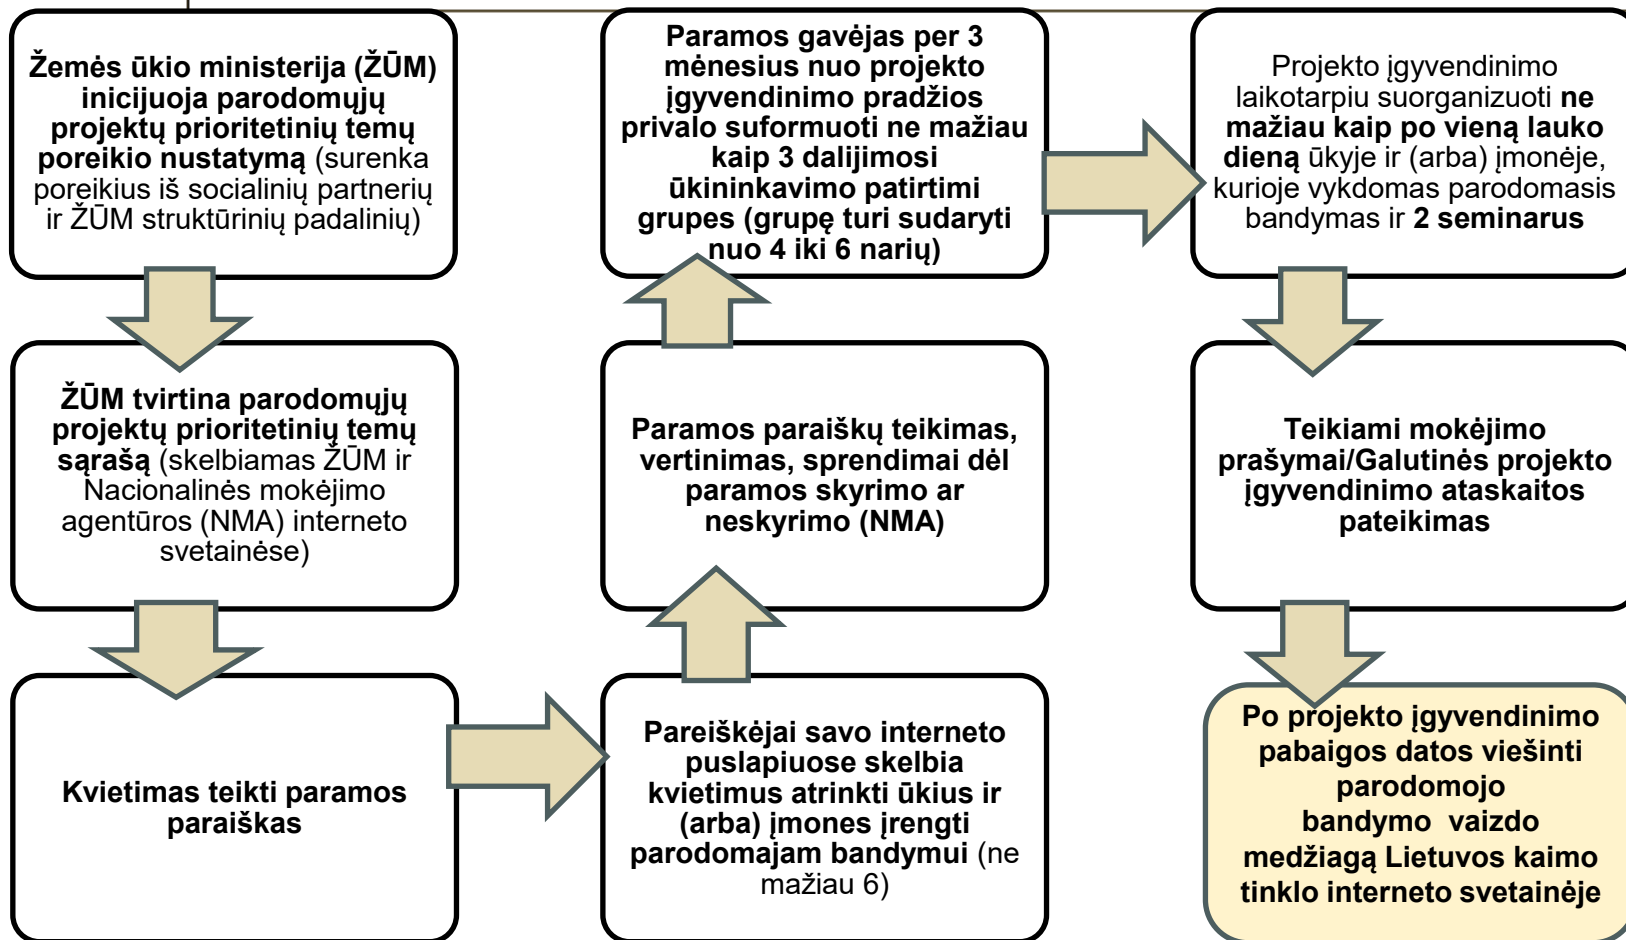 Žemės ūkio ministerija (ŽŪM)
inicijuoja parodomųjų
projektų prioritetinių temų
poreikio nustatymą (surenka
poreikius iš socialinių partnerių
ir ŽŪM struktūrinių padalinių)
ŽŪM tvirtina parodomųjų
projektų prioritetinių temų
sąrašą (skelbiamas ŽŪM ir
Nacionalinės mokėjimo
agentūros (NMA) interneto
svetainėse)
Kvietimas teikti paramos
paraiškas
Pareiškėjai savo interneto
puslapiuose skelbia
kvietimus atrinkti ūkius ir
(arba) įmones įrengti
parodomajam bandymui (ne
mažiau 6)
Paramos paraiškų teikimas,
vertinimas, sprendimai dėl
paramos skyrimo ar
neskyrimo (NMA)
Paramos gavėjas per 3
mėnesius nuo projekto
įgyvendinimo pradžios
privalo suformuoti ne mažiau
kaip 3 dalijimosi
ūkininkavimo patirtimi
grupes (grupę turi sudaryti
nuo 4 iki 6 narių)
Projekto įgyvendinimo
laikotarpiu suorganizuoti ne
mažiau kaip po vieną lauko
dieną ūkyje ir (arba) įmonėje,
kurioje vykdomas parodomasis
bandymas ir 2 seminarus
Teikiami mokėjimo
prašymai/Galutinės projekto
įgyvendinimo ataskaitos
pateikimas
Po projekto įgyvendinimo
pabaigos datos viešinti
parodomojo
bandymo vaizdo
medžiagą Lietuvos kaimo
tinklo interneto svetainėje